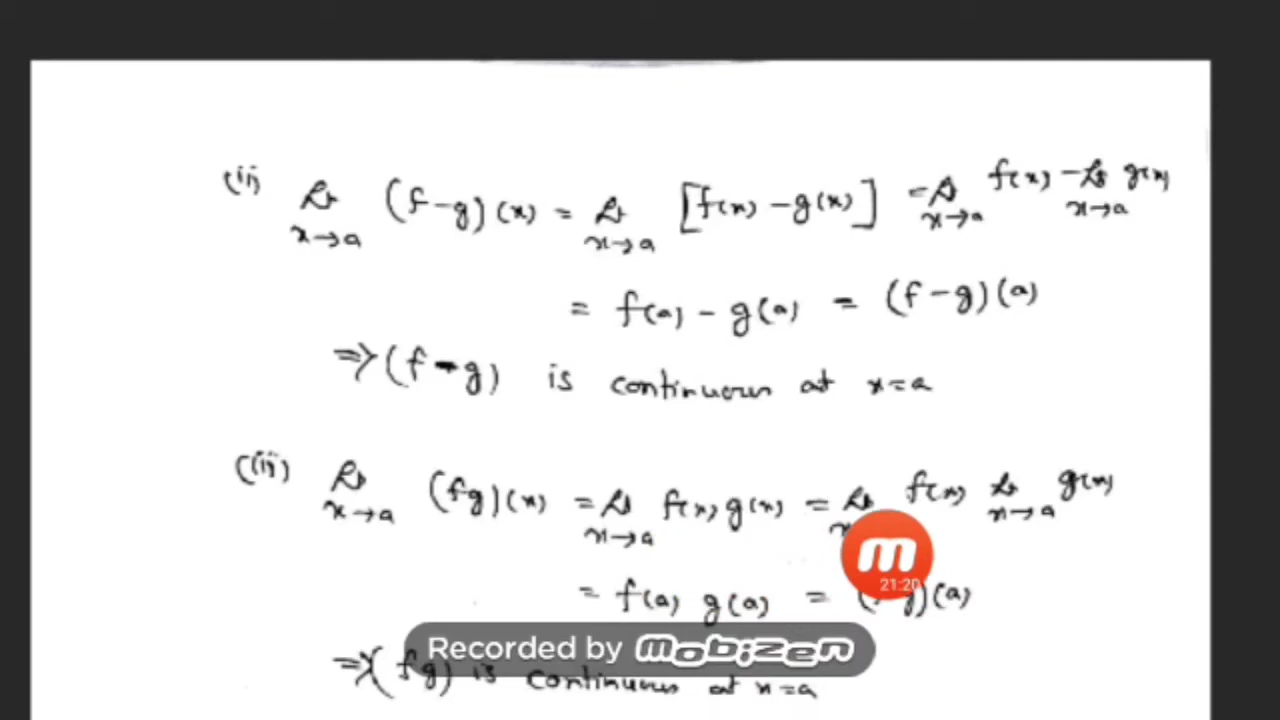 (ii) Lt x→a (f-g)(x) = Lt x→a [f(x) - g(x)] = Lt x→a f(x) - Lt x→a g(x)
= f(a) - g(a) = (f-g)(a)
⇒ (f-g) is continuous at x=a
(iii) Lt x→a (fg)(x) = Lt x→a f(x) g(x) = Lt f(x) Lt x→a g(x)
= f(a) g(a) = g)(a)
21:20
Recorded by mobizen
⇒ (fg) is continuous at x=a